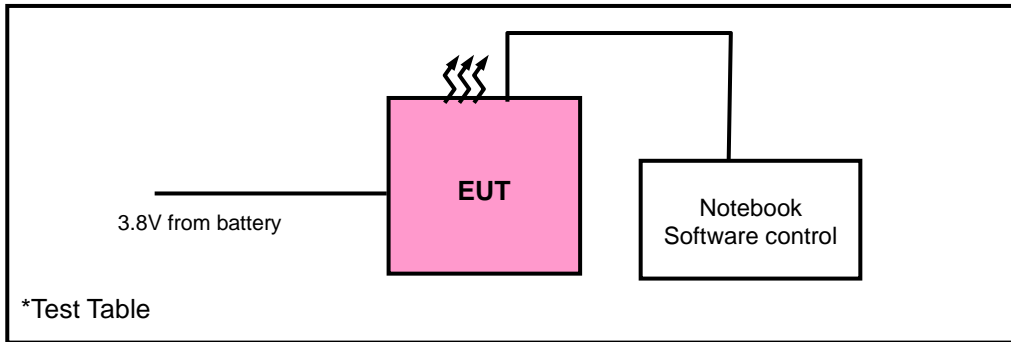 EUT
3.8V from battery
Notebook
Software control
*Test Table